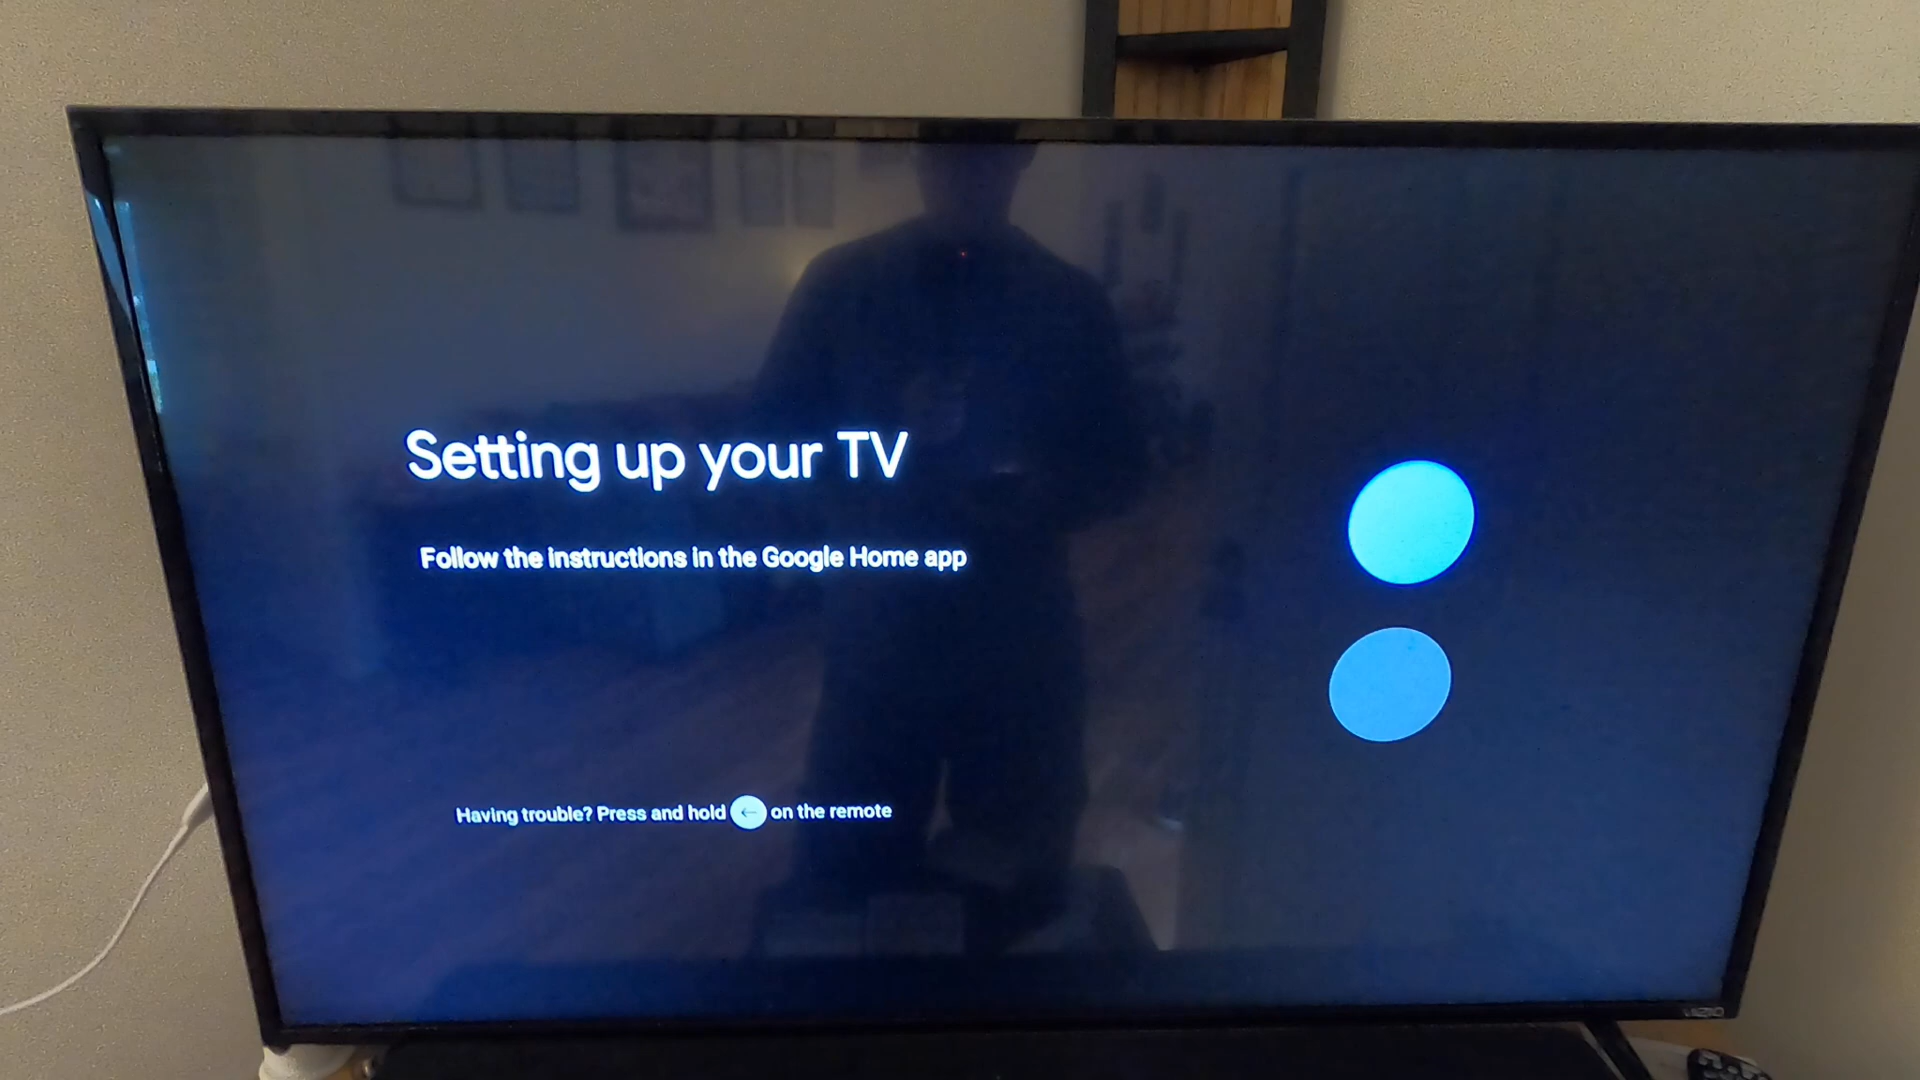 Setting up your TV
Follow the instructions in the Google Home app
Having trouble? Press and hold ← on the remote
VIZIO